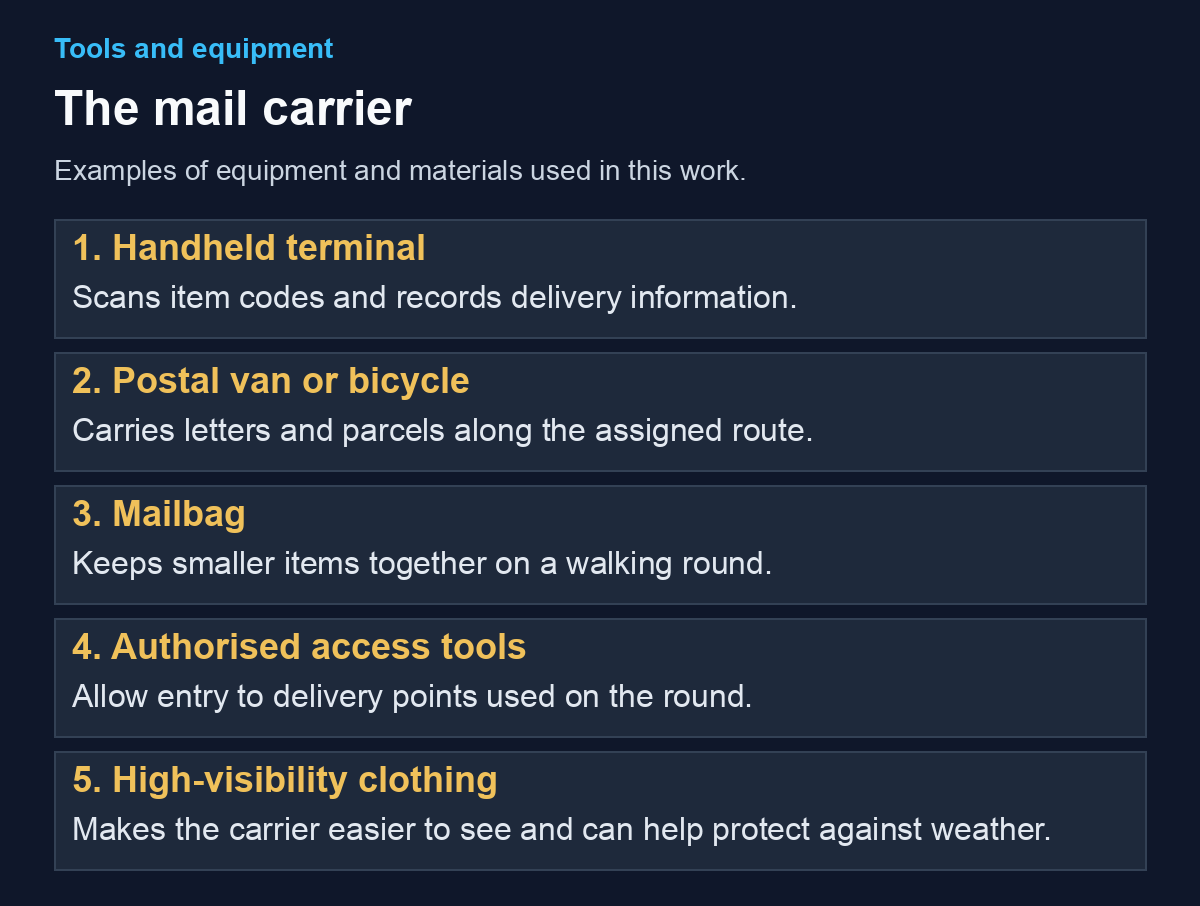 Tools and equipment
The mail carrier
Examples of equipment and materials used in this work.
1. Handheld terminal
Scans item codes and records delivery information.
2. Postal van or bicycle
Carries letters and parcels along the assigned route.
3. Mailbag
Keeps smaller items together on a walking round.
4. Authorised access tools
Allow entry to delivery points used on the round.
5. High-visibility clothing
Makes the carrier easier to see and can help protect against weather.